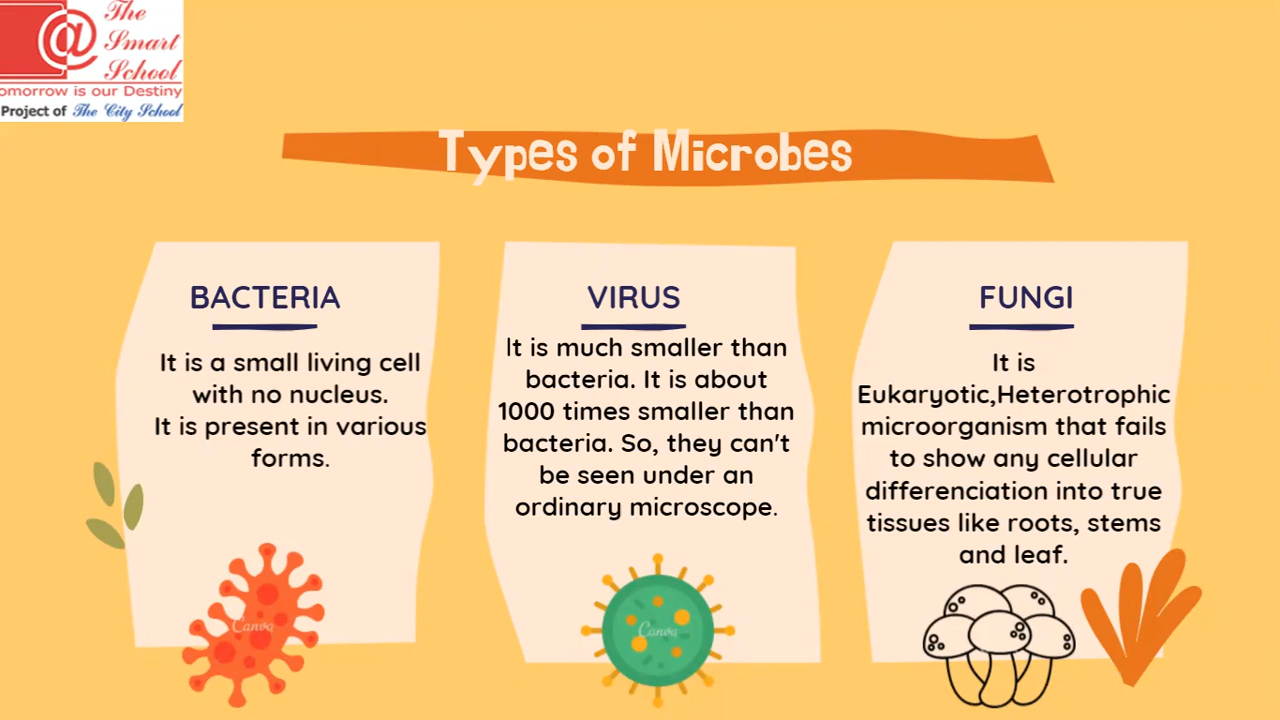 The
Smart
School
omorrow is our Destiny
Project of The City School
Types of Microbes
BACTERIA
It is a small living cell
with no nucleus.
It is present in various
forms.
Canva
VIRUS
It is much smaller than
bacteria. It is about
1000 times smaller than
bacteria. So, they can't
be seen under an
ordinary microscope.
Canva
FUNGI
It is
Eukaryotic,Heterotrophic
microorganism that fails
to show any cellular
differenciation into true
tissues like roots, stems
and leaf.